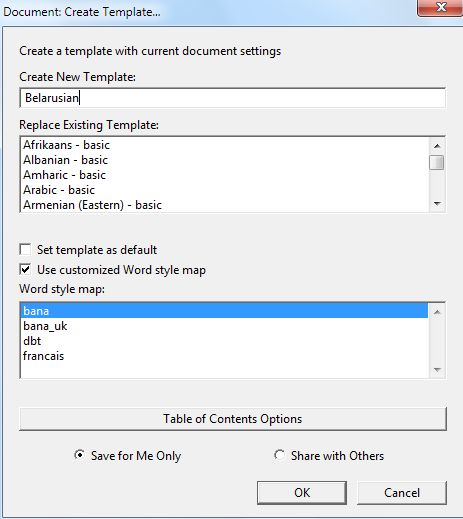 Document: Create Template...
Create a template with current document settings
Create New Template:
Belarusian
Replace Existing Template:
Afrikaans - basic
Albanian - basic
Amharic - basic
Arabic - basic
Armenian (Eastern) - basic
Set template as default
Use customized Word style map
Word style map:
bana
bana_uk
dbt
francais
Table of Contents Options
Save for Me Only Share with Others
OK Cancel